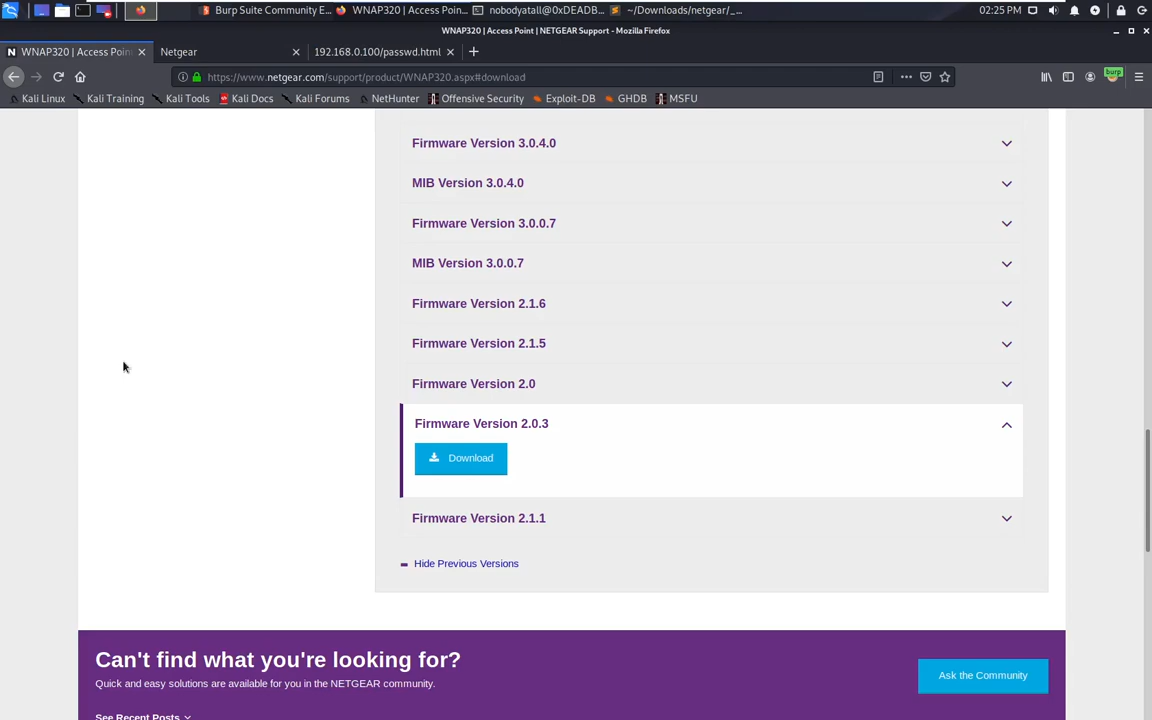 Burp Suite Community E...
WNAP320 | Access Poin...
nobodyatall@0xDEADB...
~/Downloads/netgear/_...
02:25 PM
WNAP320 | Access Point | NETGEAR Support - Mozilla Firefox
N WNAP320 | Access Poin
Netgear
192.168.0.100/passwd.html
https://www.netgear.com/support/product/WNAP320.aspx#download
burp
Kali Linux
Kali Training
Kali Tools
Kali Docs
Kali Forums
NetHunter
Offensive Security
Exploit-DB
GHDB
MSFU
Firmware Version 3.0.4.0
MIB Version 3.0.4.0
Firmware Version 3.0.0.7
MIB Version 3.0.0.7
Firmware Version 2.1.6
Firmware Version 2.1.5
Firmware Version 2.0
Firmware Version 2.0.3
Download
Firmware Version 2.1.1
Hide Previous Versions
Can't find what you're looking for?
Quick and easy solutions are available for you in the NETGEAR community.
Ask the Community
See Recent Posts